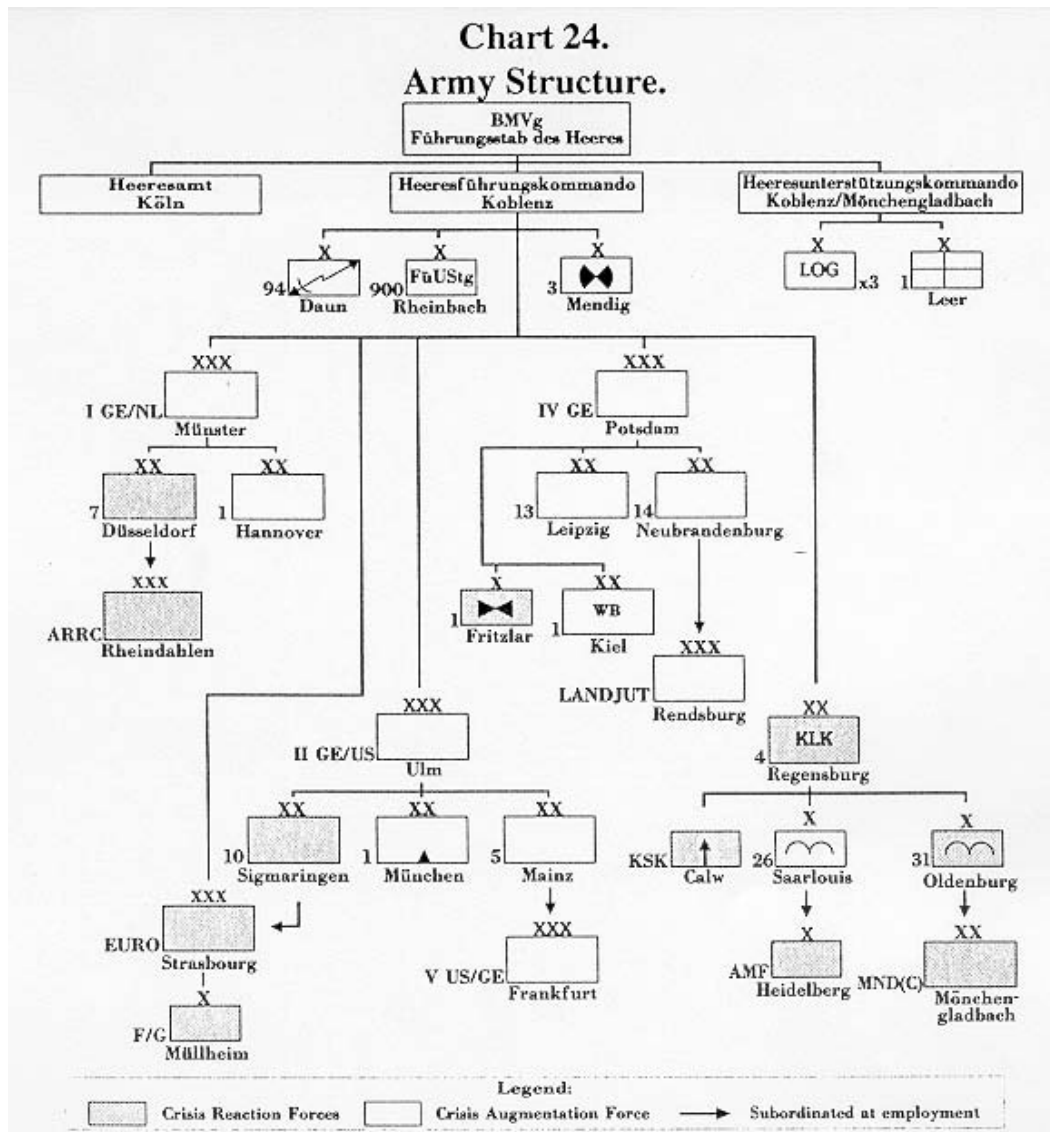 Chart 24.
Army Structure.
BMVg
Führungsstab des Heeres
Heeresamt
Köln
Heeresführungskommando
Koblenz
Heeresunterstützungskommando
Koblenz/Mönchengladbach
X
94
Daun
X
FüUStg
900
Rheinbach
X
3
Mendig
X
LOG
x3
X
1
Leer
XXX
I GE/NL
Münster
XX
7
Düsseldorf
XX
1
Hannover
XXX
ARRC
Rheindahlen
XXX
IV GE
Potsdam
XX
13
Leipzig
XX
14
Neubrandenburg
X
1
Fritzlar
XX
WB
1
Kiel
XXX
LANDJUT
Rendsburg
XXX
II GE/US
Ulm
XX
10
Sigmaringen
XX
1
München
XX
5
Mainz
XX
KLK
4
Regensburg
KSK
Calw
X
26
Saarlouis
X
31
Oldenburg
XXX
EURO
Strasbourg
XXX
V US/GE
Frankfurt
X
AMF
Heidelberg
XX
MND(C)
Mönchen-
gladbach
X
F/G
Müllheim
Legend:
Crisis Reaction Forces
Crisis Augmentation Force
Subordinated at employment